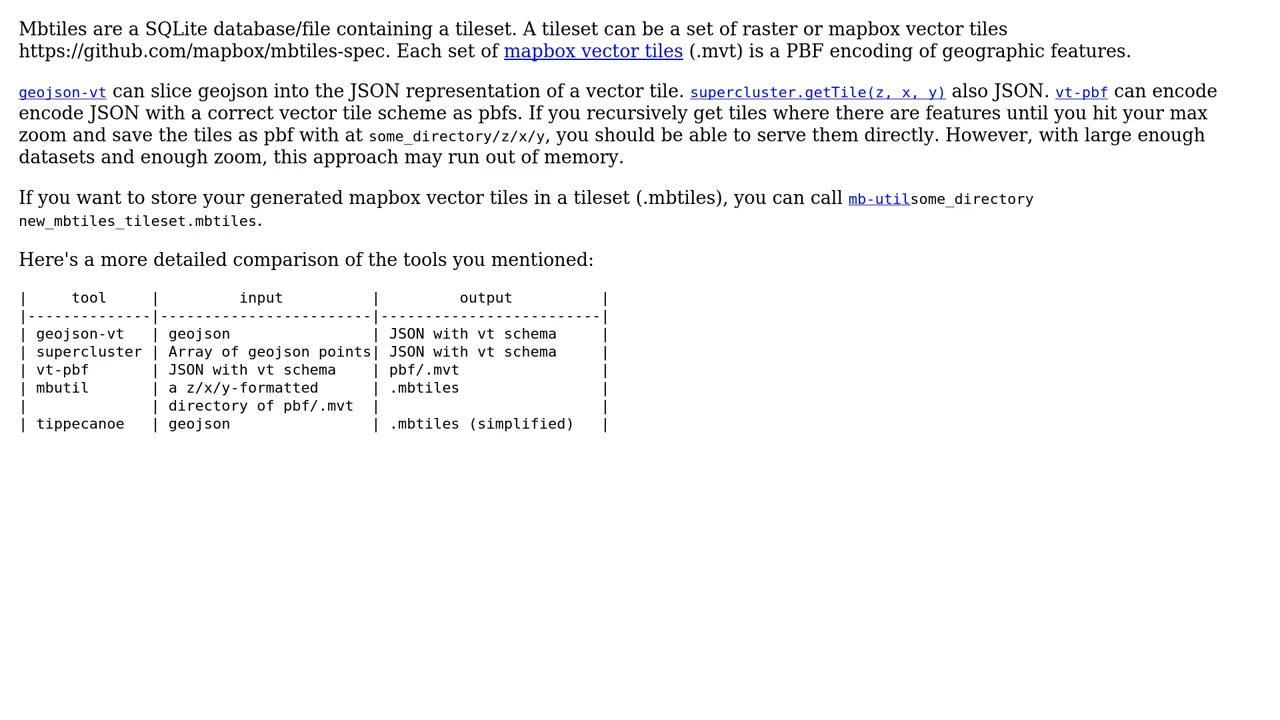 Mbtiles are a SQLite database/file containing a tileset. A tileset can be a set of raster or mapbox vector tiles
https://github.com/mapbox/mbtiles-spec. Each set of mapbox vector tiles (.mvt) is a PBF encoding of geographic features.
geojson-vt can slice geojson into the JSON representation of a vector tile. supercluster.getTile(z, x, y) also JSON. vt-pbf can encode
encode JSON with a correct vector tile scheme as pbfs. If you recursively get tiles where there are features until you hit your max
zoom and save the tiles as pbf with at some_directory/z/x/y, you should be able to serve them directly. However, with large enough
datasets and enough zoom, this approach may run out of memory.
If you want to store your generated mapbox vector tiles in a tileset (.mbtiles), you can call mb-utilsome_directory
new_mbtiles_tileset.mbtiles.
Here's a more detailed comparison of the tools you mentioned:
|     tool     |         input          |         output          |
|--------------|------------------------|-------------------------|
| geojson-vt   | geojson                | JSON with vt schema     |
| supercluster | Array of geojson points| JSON with vt schema     |
| vt-pbf       | JSON with vt schema    | pbf/.mvt                |
| mbutil       | a z/x/y-formatted      | .mbtiles                |
|              | directory of pbf/.mvt  |                         |
| tippecanoe   | geojson                | .mbtiles (simplified)   |